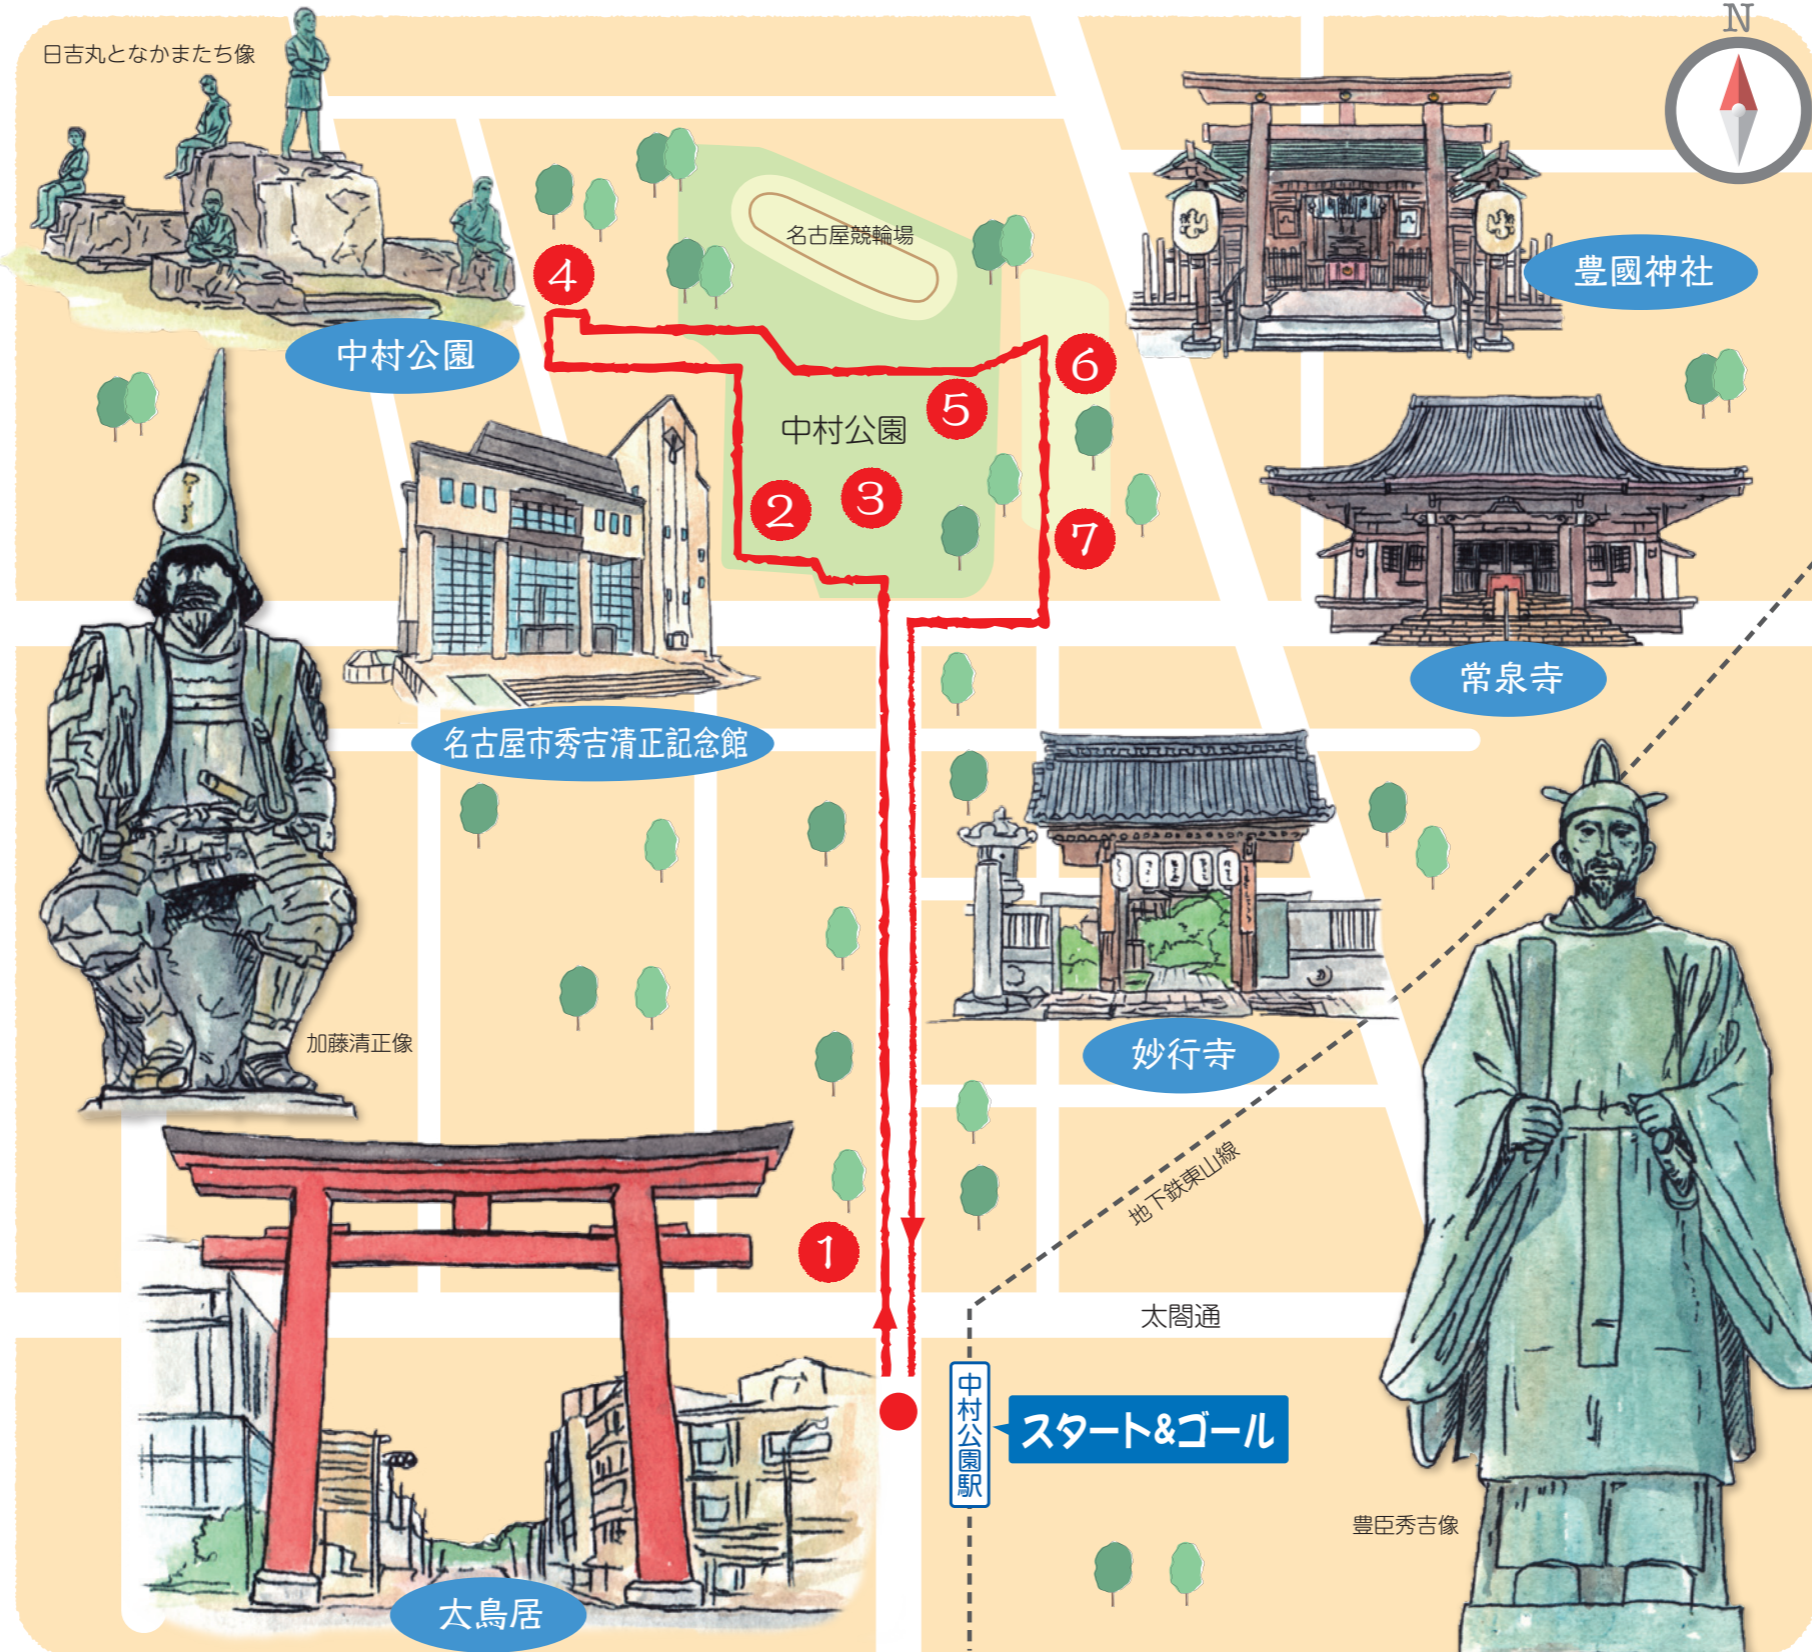 N
日吉丸となかまたち像
名古屋競輪場
豊國神社
4
中村公園
6
5
中村公園
2
3
7
常泉寺
名古屋市秀吉清正記念館
妙行寺
加藤清正像
地下鉄東山線
1
太閤通
中村公園駅
スタート&ゴール
豊臣秀吉像
大鳥居